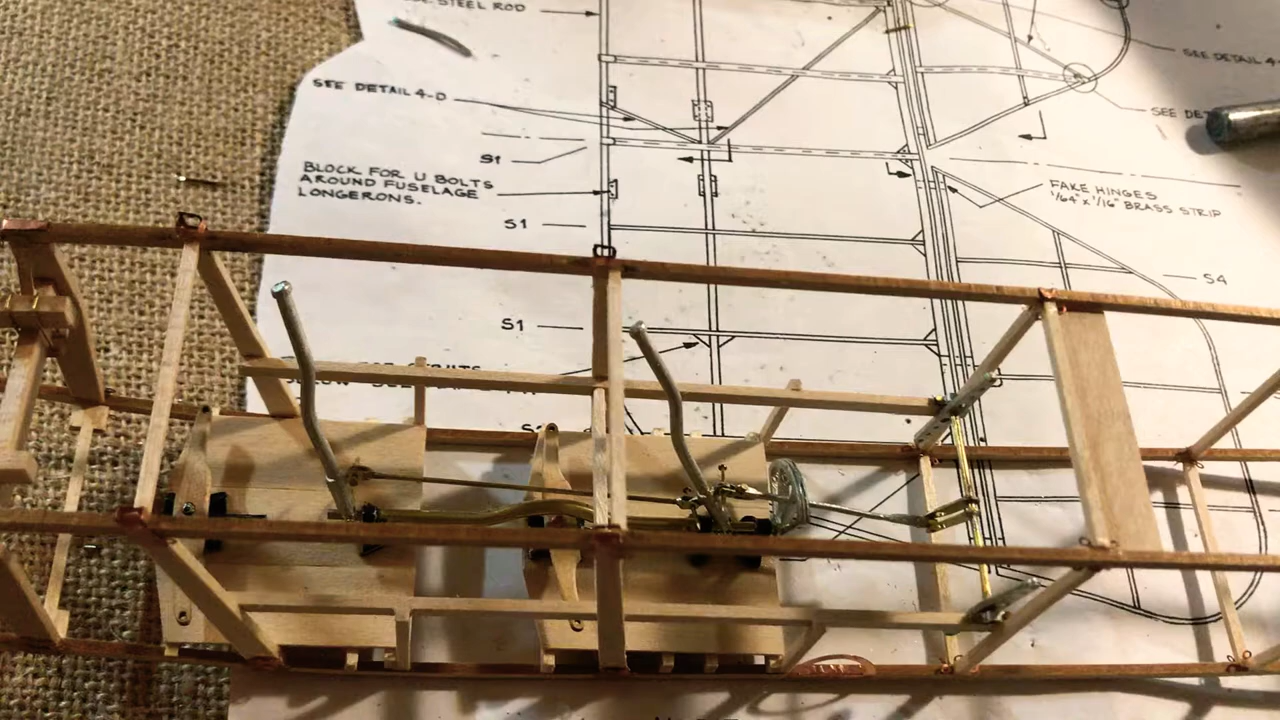 STEEL ROD
SEE DETAIL 4-D
S1
BLOCK FOR U BOLTS
AROUND FUSELAGE
LONGERONS.
S1
S1
SEE DETAIL 4-
SEE DET
FAKE HINGES
1/64" x 1/16" BRASS STRIP
S4